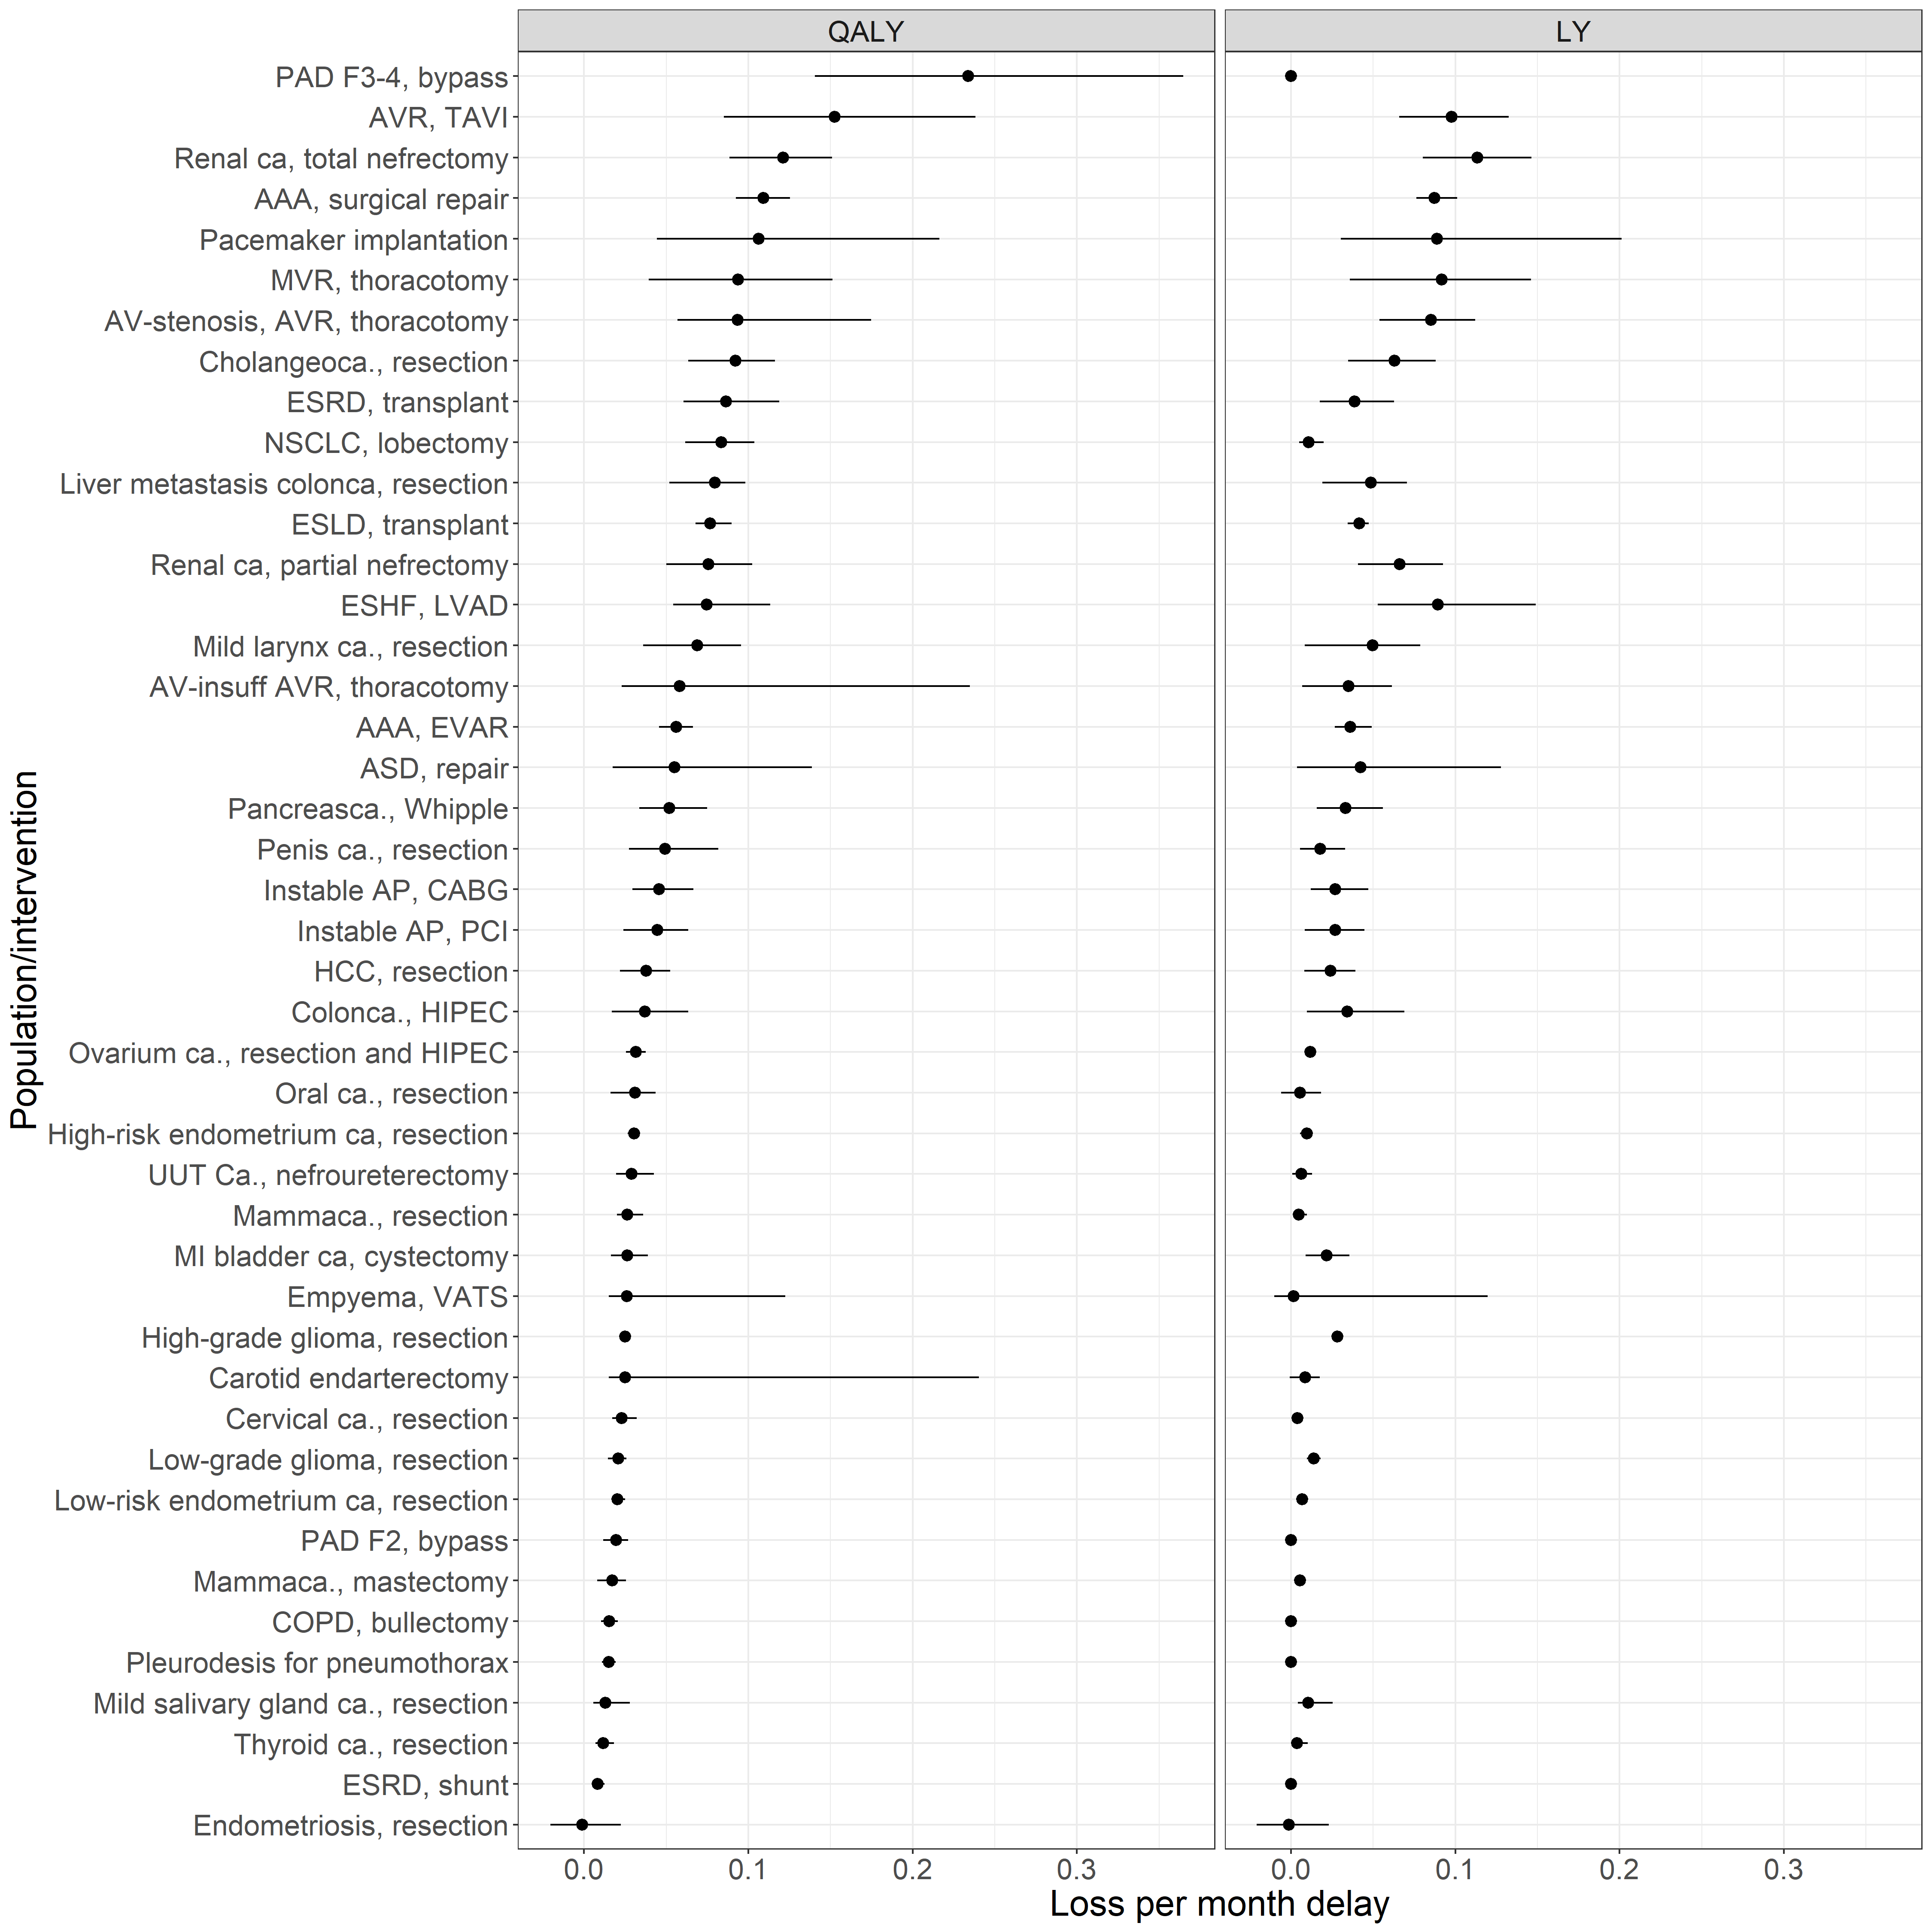 QALY
LY
PAD F3-4, bypass
AVR, TAVI
Renal ca, total nefrectomy
AAA, surgical repair
Pacemaker implantation
MVR, thoracotomy
AV-stenosis, AVR, thoracotomy
Cholangeoca., resection
ESRD, transplant
NSCLC, lobectomy
Liver metastasis colonca, resection
ESLD, transplant
Renal ca, partial nefrectomy
ESHF, LVAD
Mild larynx ca., resection
AV-insuff AVR, thoracotomy
AAA, EVAR
ASD, repair
Pancreasca., Whipple
Penis ca., resection
Instable AP, CABG
Instable AP, PCI
HCC, resection
Colonca., HIPEC
Ovarium ca., resection and HIPEC
Oral ca., resection
High-risk endometrium ca, resection
UUT Ca., nefroureterectomy
Mammaca., resection
MI bladder ca, cystectomy
Empyema, VATS
High-grade glioma, resection
Carotid endarterectomy
Cervical ca., resection
Low-grade glioma, resection
Low-risk endometrium ca, resection
PAD F2, bypass
Mammaca., mastectomy
COPD, bullectomy
Pleurodesis for pneumothorax
Mild salivary gland ca., resection
Thyroid ca., resection
ESRD, shunt
Endometriosis, resection
Population/intervention
0.0 0.1 0.2 0.3
0.0 0.1 0.2 0.3
Loss per month delay